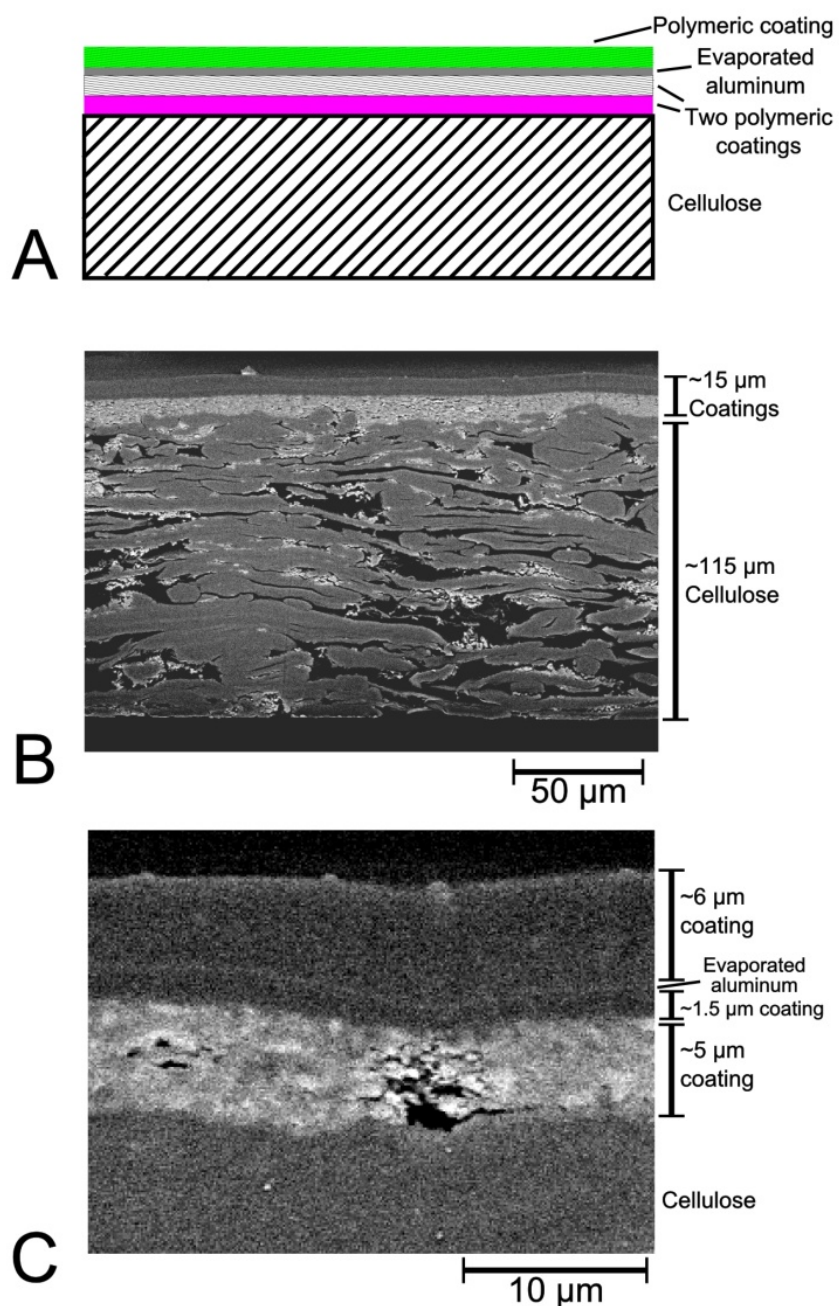 Polymeric coating
Evaporated
aluminum
Two polymeric
coatings
Cellulose
A
~15 μm
Coatings
~115 μm
Cellulose
B
50 μm
~6 μm
coating
Evaporated
aluminum
~1.5 μm coating
~5 μm
coating
Cellulose
C
10 μm